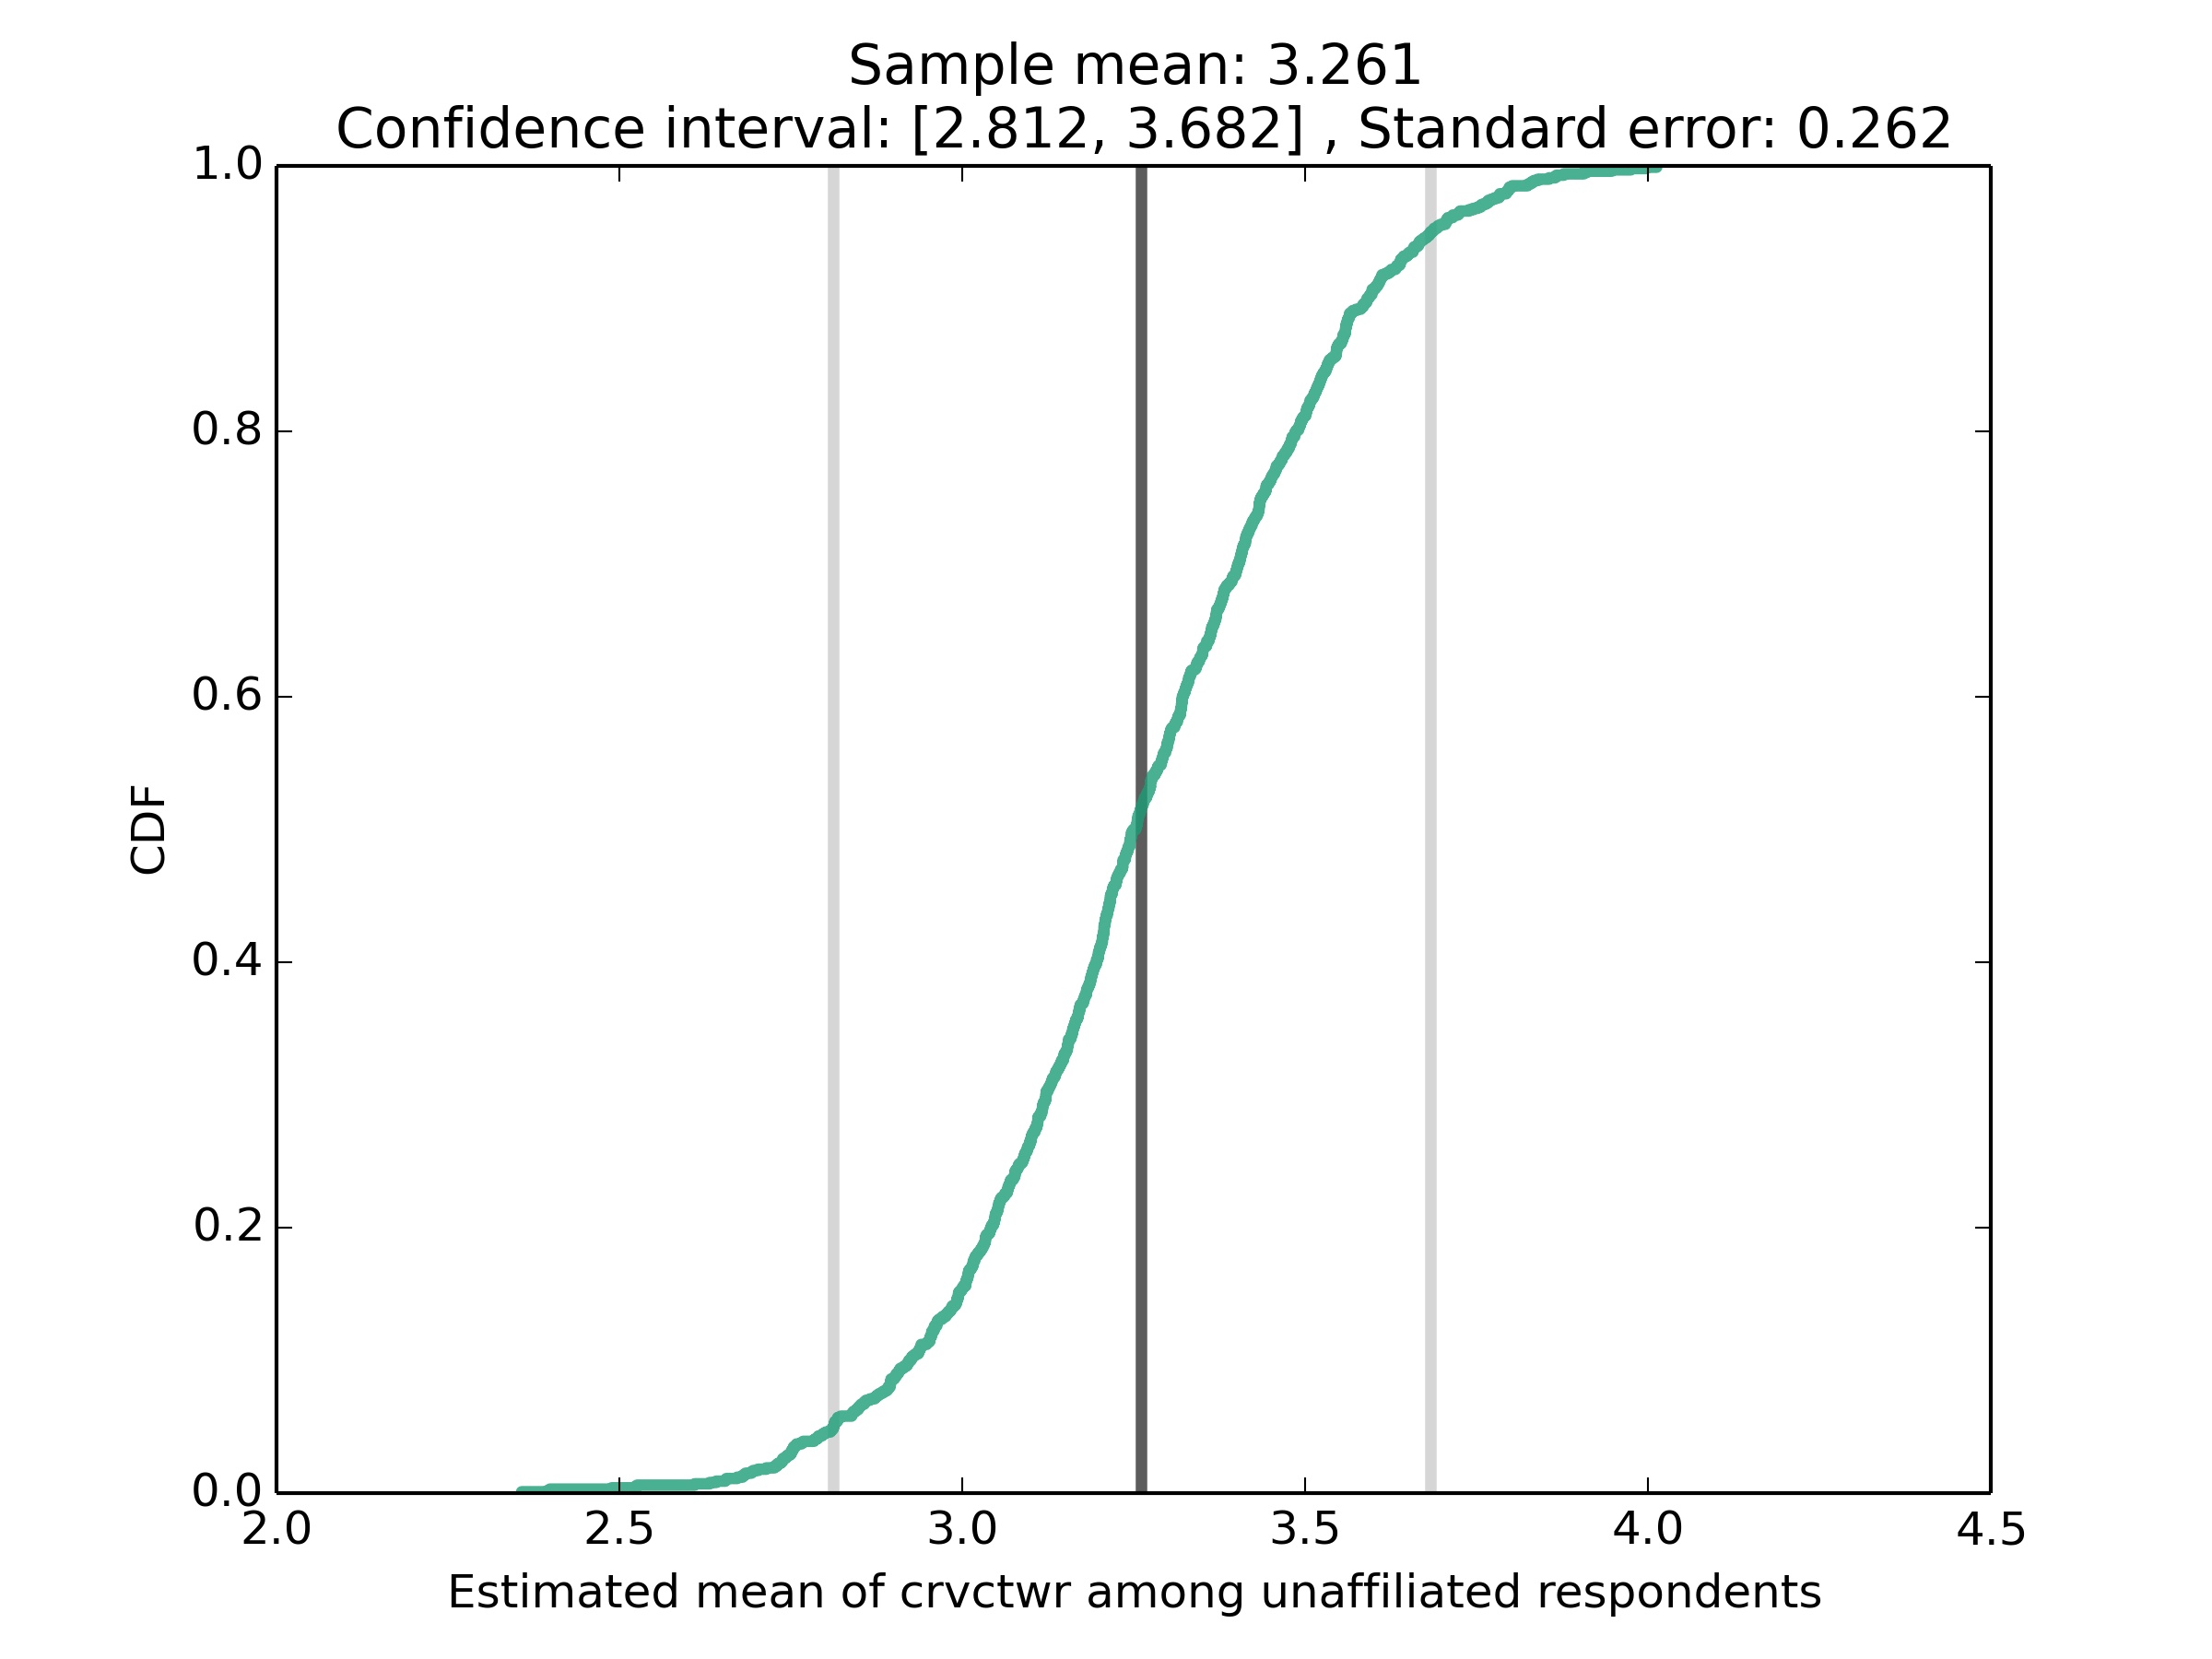 Sample mean: 3.261
Confidence interval: [2.812, 3.682] , Standard error: 0.262
1.0
0.8
0.6
0.4
0.2
0.0
CDF
2.0 2.5 3.0 3.5 4.0 4.5
Estimated mean of crvctwr among unaffiliated respondents